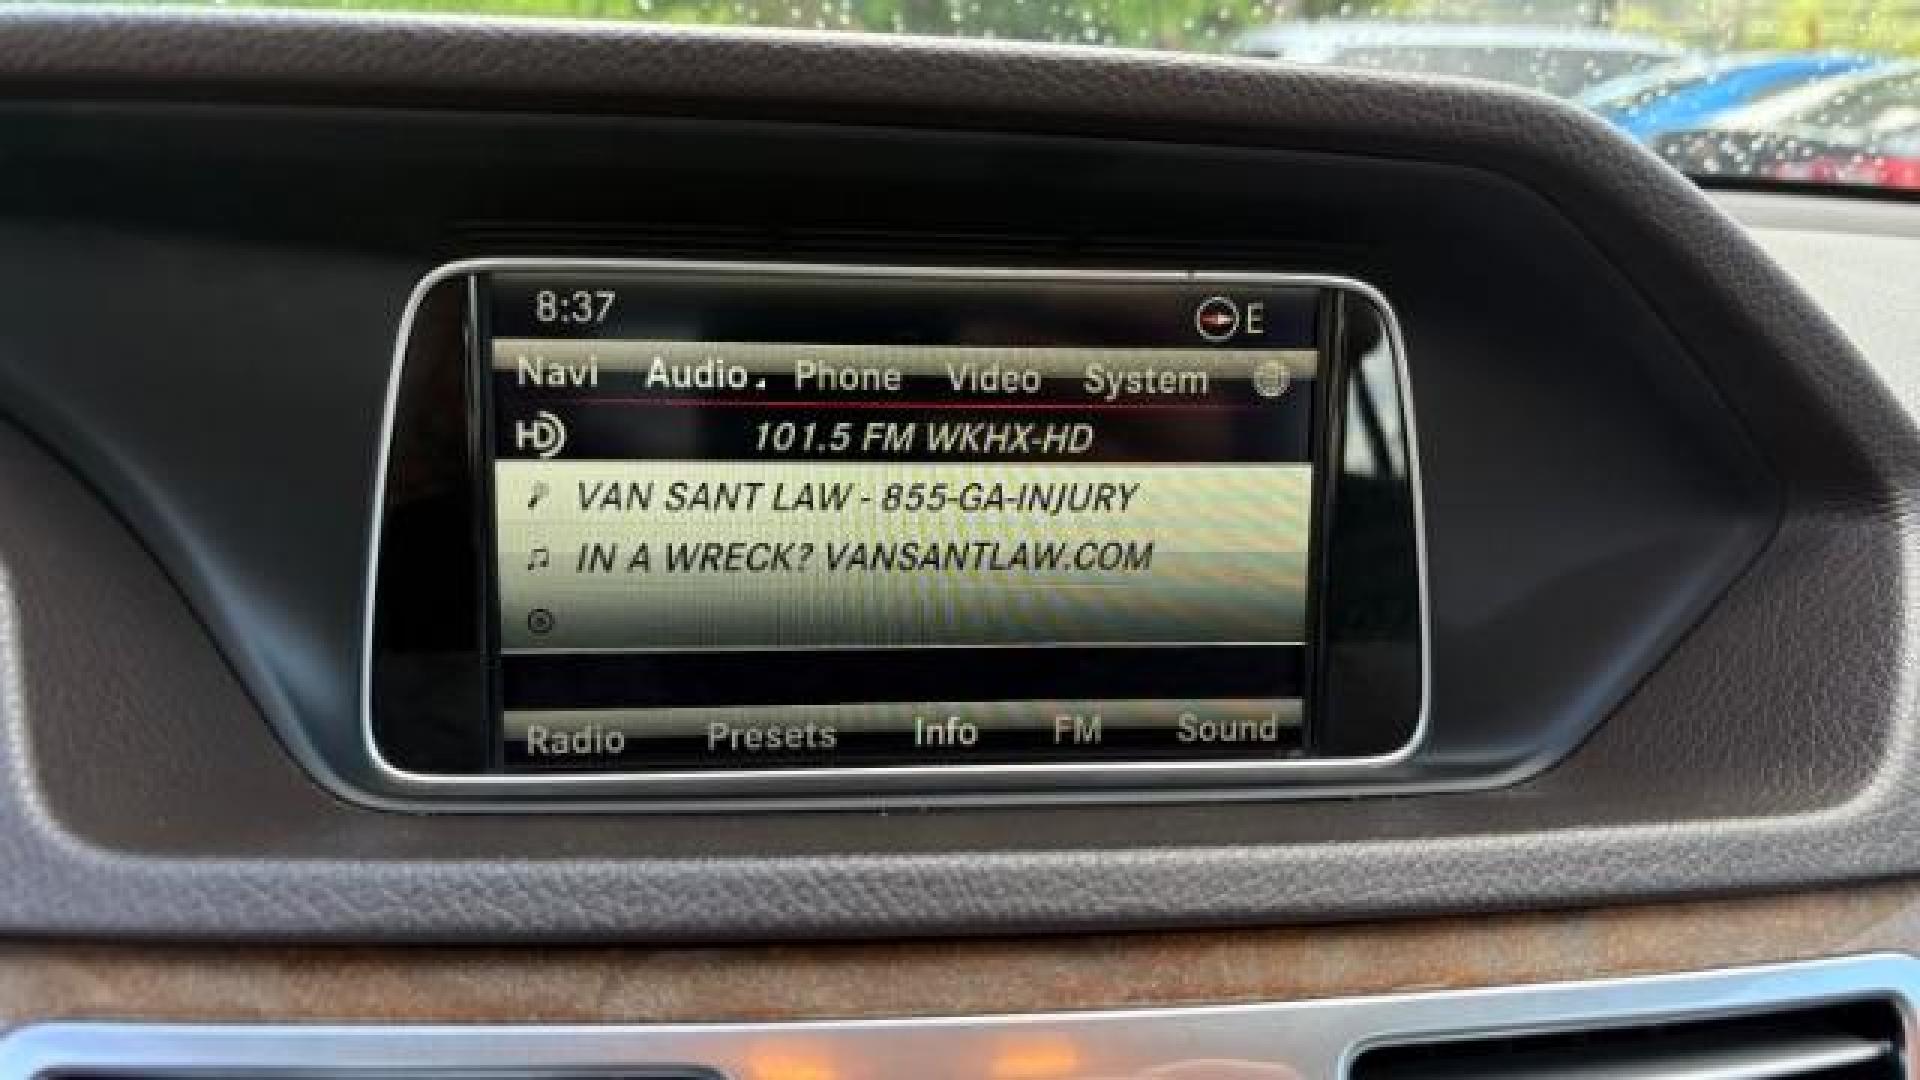 8:37 E
Navi Audio Phone Video System
HD 101.5 FM WKHX-HD
VAN SANT LAW - 855-GA-INJURY
IN A WRECK? VANSANTLAW.COM
Radio Presets Info FM Sound